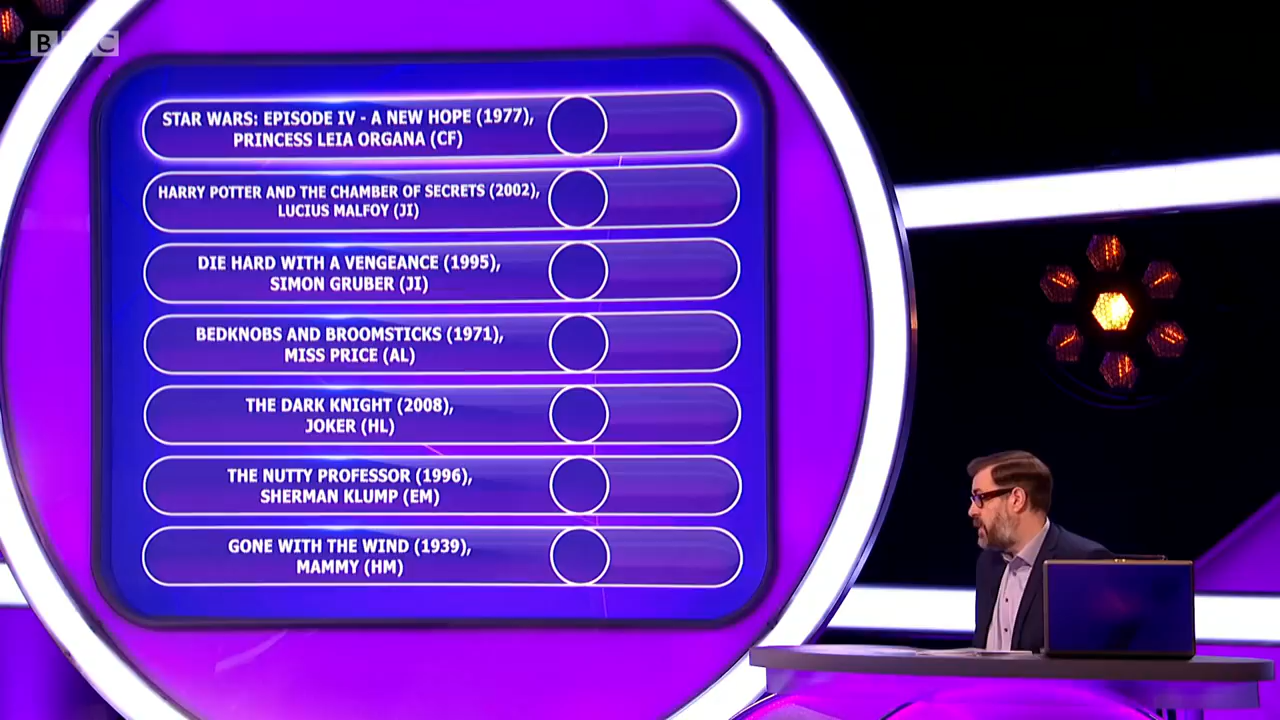 BBC
STAR WARS: EPISODE IV - A NEW HOPE (1977),
PRINCESS LEIA ORGANA (CF)
HARRY POTTER AND THE CHAMBER OF SECRETS (2002),
LUCIUS MALFOY (JI)
DIE HARD WITH A VENGEANCE (1995),
SIMON GRUBER (JI)
BEDKNOBS AND BROOMSTICKS (1971),
MISS PRICE (AL)
THE DARK KNIGHT (2008),
JOKER (HL)
THE NUTTY PROFESSOR (1996),
SHERMAN KLUMP (EM)
GONE WITH THE WIND (1939),
MAMMY (HM)